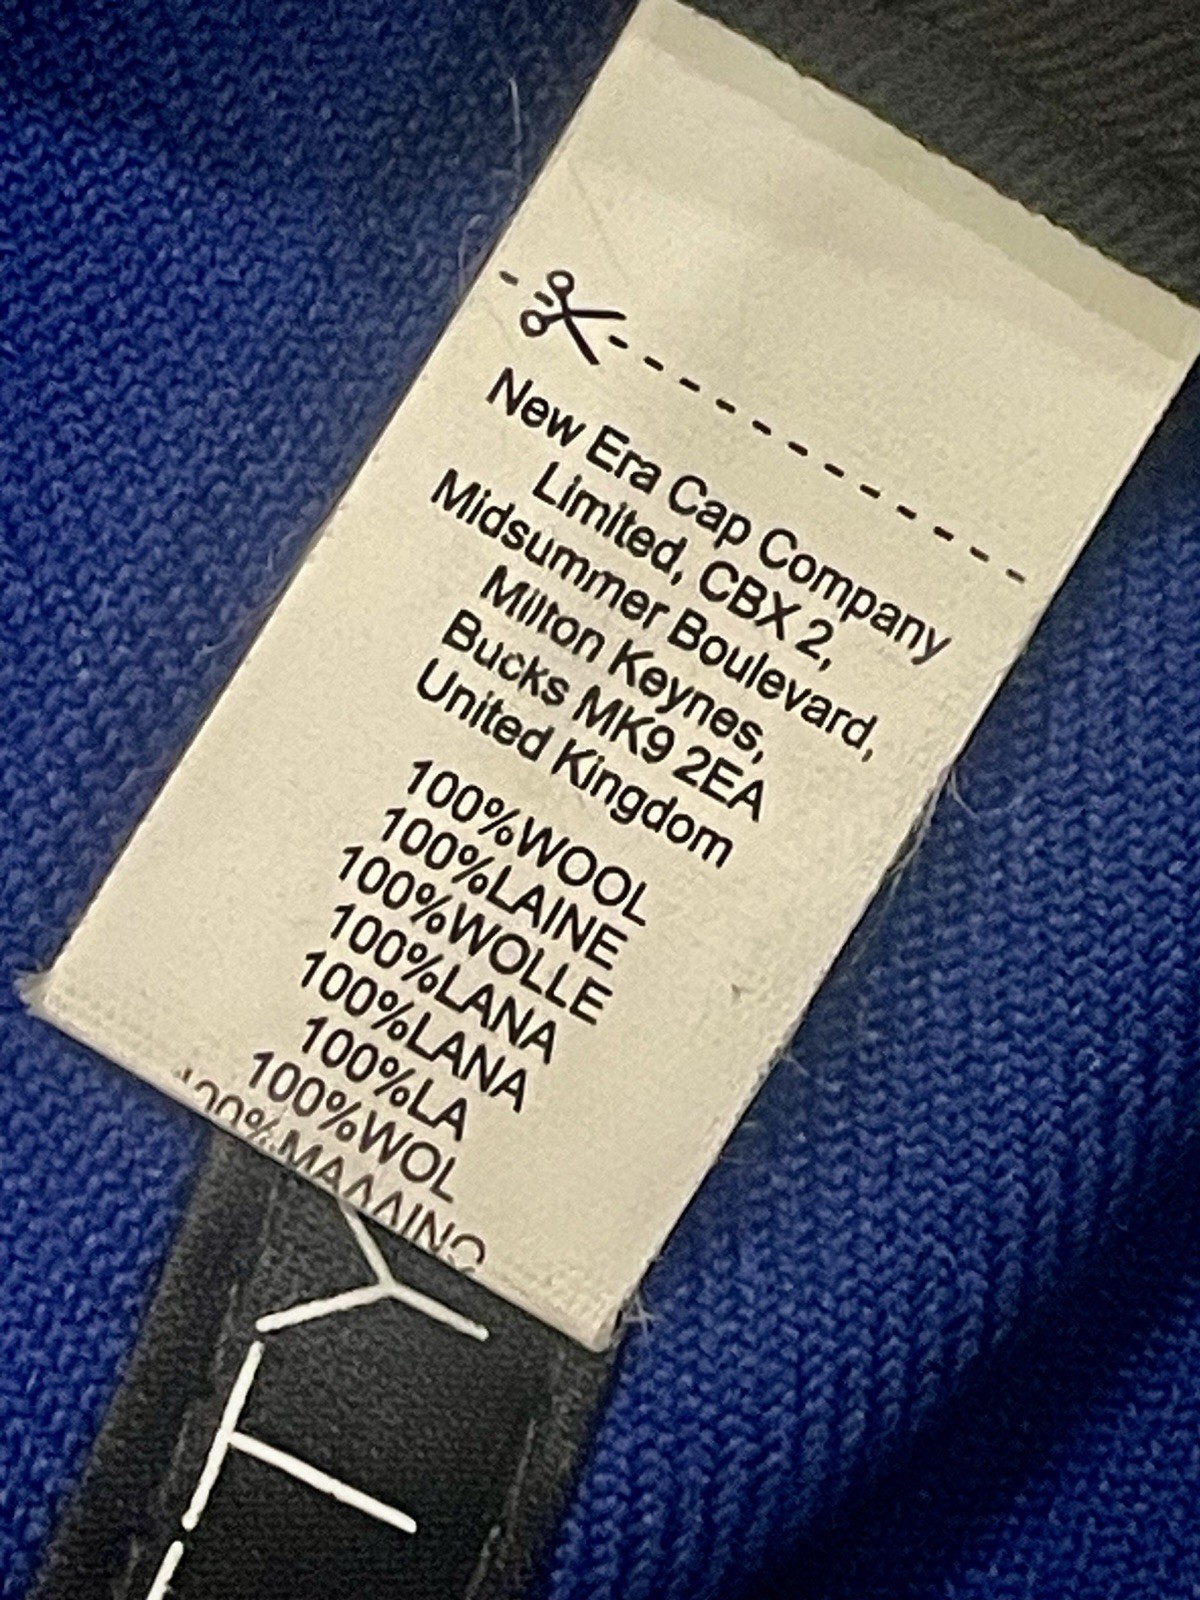 New Era Cap Company
Limited, CBX 2,
Midsummer Boulevard,
Milton Keynes,
Bucks MK9 2EA
United Kingdom
100%WOOL
100%LAINE
100%WOLLE
100%LANA
100%LANA
100%LA
100%WOL
TY